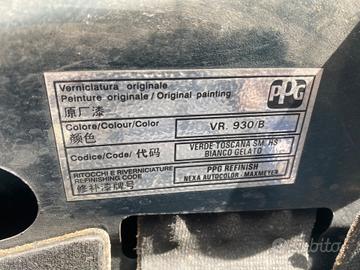 Verniciatura originale
Peinture originale / Original painting
原厂漆
PPG
Colore/Colour/Color
颜色
VR. 930/B
Codice/Code/ 代码
VERDE TOSCANA SM. HS
BIANCO GELATO
RITOCCHI E RIVERNICIATURE
REFINISHING CODE
修补漆牌号
PPG REFINISH
NEXA AUTOCOLOR - MAXMEYER
subito